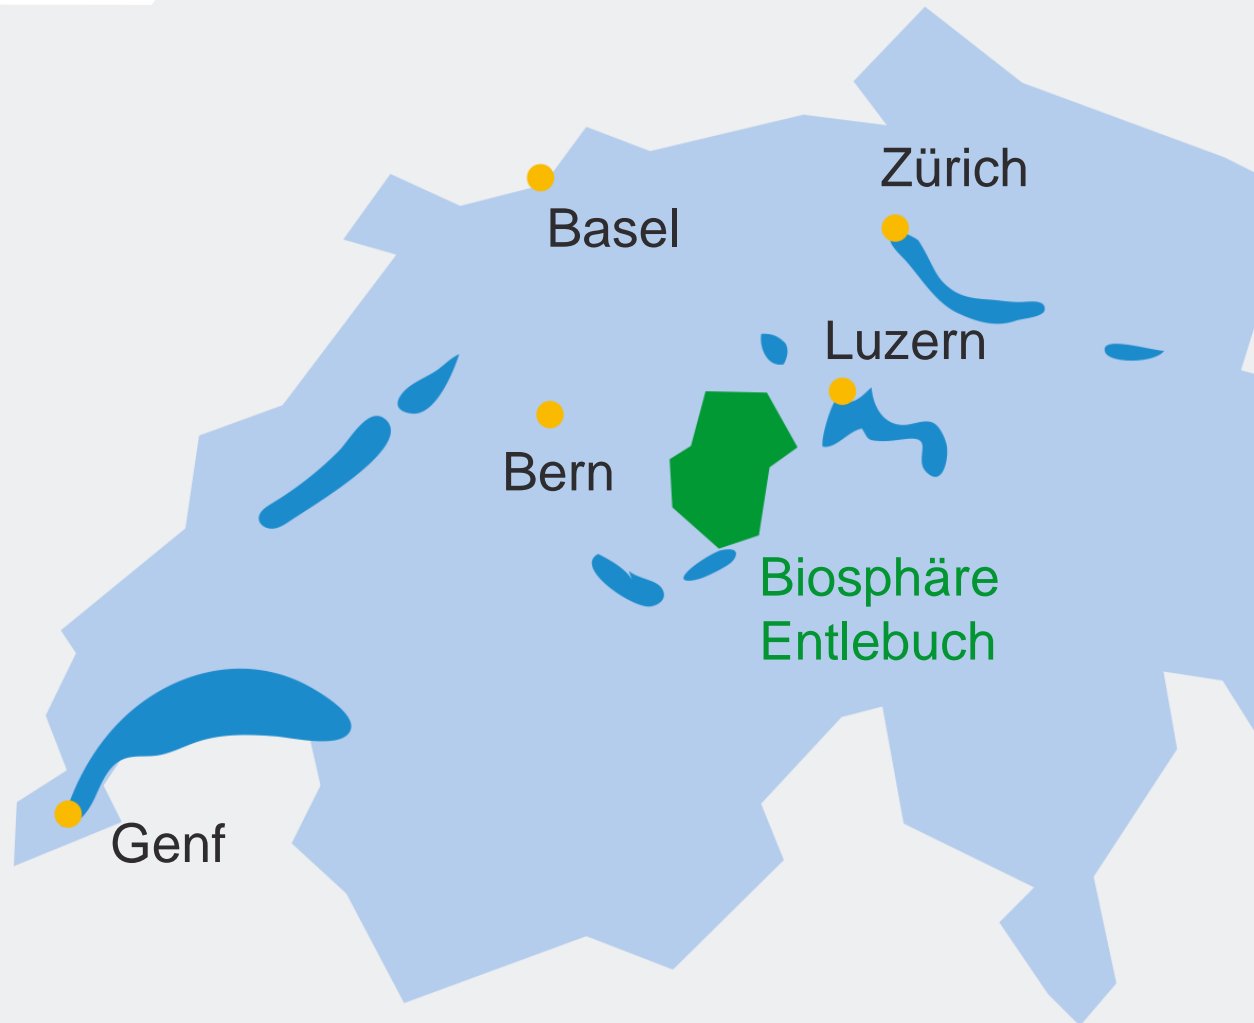 Zürich
Basel
Luzern
Bern
Biosphäre
Entlebuch
Genf